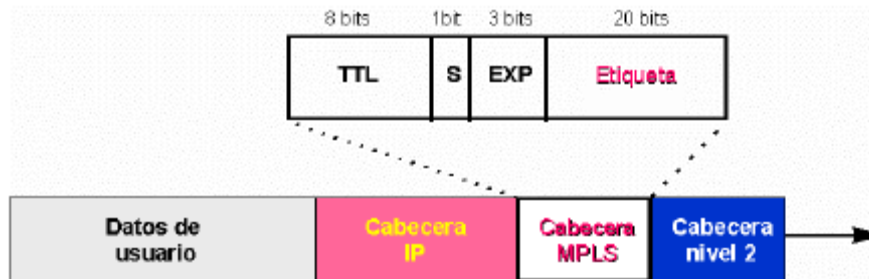 8 bits 1bit 3 bits 20 bits
TTL S EXP Etiqueta
Datos de usuario
Cabecera IP
Cabecera MPLS
Cabecera nivel 2